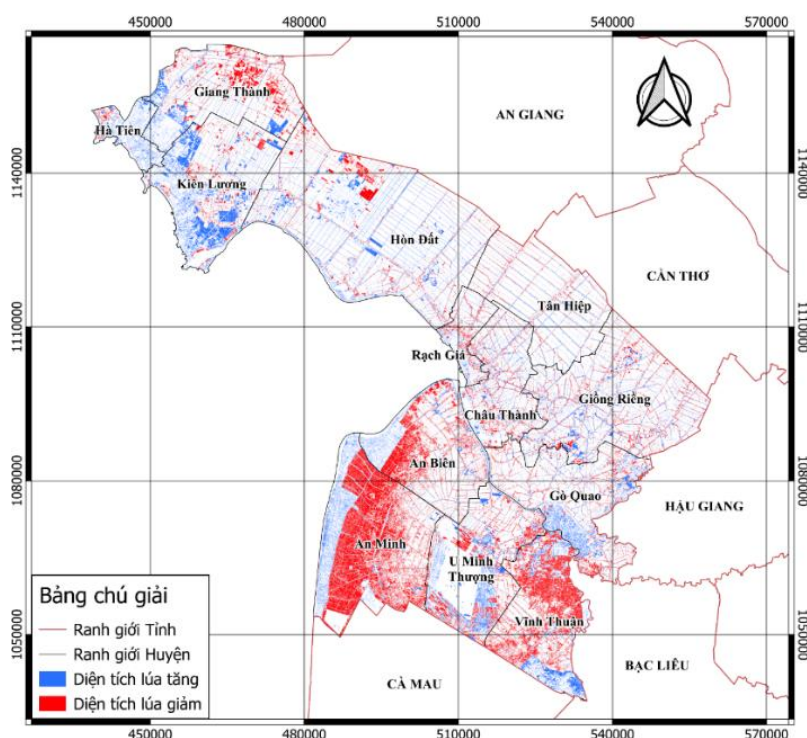 450000 480000 510000 540000 570000
Giang Thành
Hà Tiên
AN GIANG
1140000 1140000
Kiên Lương
Hòn Đất
CẦN THƠ
Tân Hiệp
1110000 1110000
Rạch Giá
Giồng Riềng
Châu Thành
An Biên
1080000 1080000
Gò Quao
HẬU GIANG
An Minh
U Minh
Thượng
Vĩnh Thuận
Bảng chú giải
Ranh giới Tỉnh
Ranh giới Huyện
Diện tích lúa tăng
Diện tích lúa giảm
1050000
BẠC LIÊU
CÀ MAU
450000 480000 510000 540000 570000